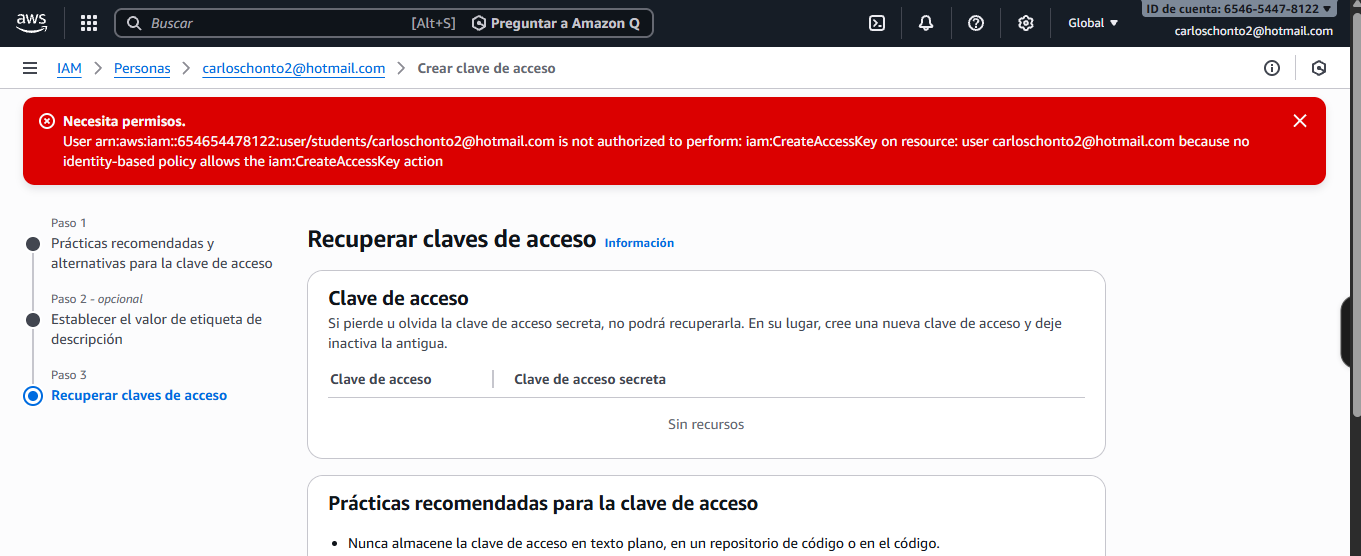 aws
Buscar
[Alt+S]
Preguntar a Amazon Q
Global
ID de cuenta: 6546-5447-8122
carloschonto2@hotmail.com
IAM
Personas
carloschonto2@hotmail.com
Crear clave de acceso
Necesita permisos.
User arn:aws:iam::654654478122:user/students/carloschonto2@hotmail.com is not authorized to perform: iam:CreateAccessKey on resource: user carloschonto2@hotmail.com because no
identity-based policy allows the iam:CreateAccessKey action
Paso 1
Prácticas recomendadas y
alternativas para la clave de acceso
Paso 2 - opcional
Establecer el valor de etiqueta de
descripción
Paso 3
Recuperar claves de acceso
Recuperar claves de acceso Información
Clave de acceso
Si pierde u olvida la clave de acceso secreta, no podrá recuperarla. En su lugar, cree una nueva clave de acceso y deje
inactiva la antigua.
Clave de acceso
Clave de acceso secreta
Sin recursos
Prácticas recomendadas para la clave de acceso
• Nunca almacene la clave de acceso en texto plano, en un repositorio de código o en el código.